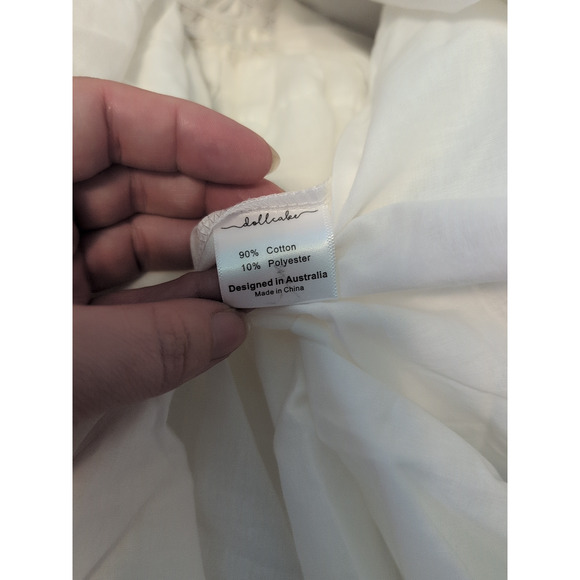 dollcake
90% Cotton
10% Polyester
Designed in Australia
Made in China